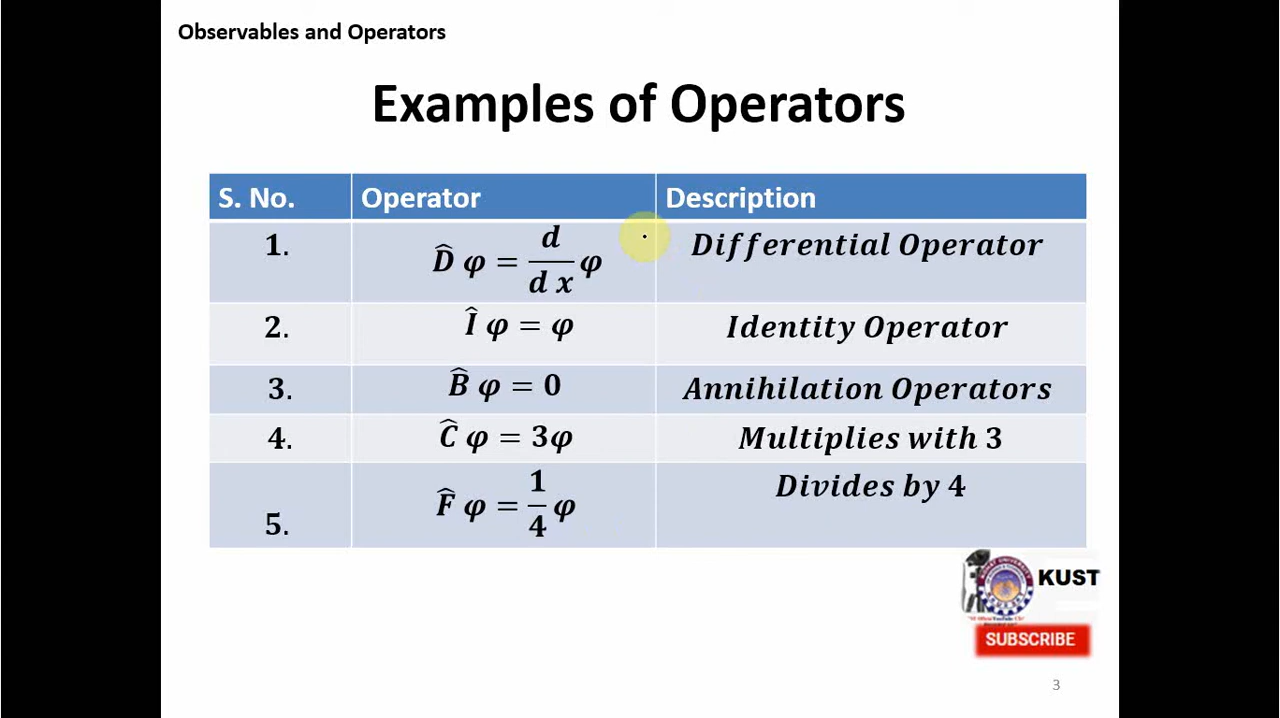 Observables and Operators
Examples of Operators
S. No. Operator Description
1. D̂ φ = d/d x φ Differential Operator
2. Î φ = φ Identity Operator
3. B̂ φ = 0 Annihilation Operators
4. Ĉ φ = 3φ Multiplies with 3
5. F̂ φ = 1/4 φ Divides by 4
KUST
SUBSCRIBE
3